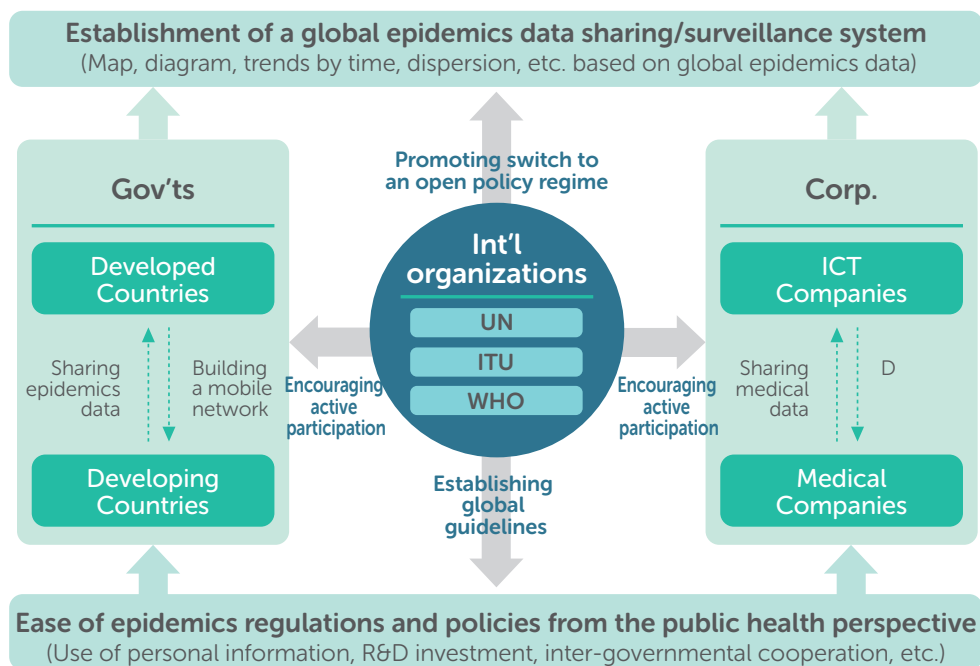 Establishment of a global epidemics data sharing/surveillance system
(Map, diagram, trends by time, dispersion, etc. based on global epidemics data)
Gov'ts
Developed
Countries
Sharing
epidemics
data
Building
a mobile
network
Developing
Countries
Promoting switch to
an open policy regime
Int'l
organizations
UN
ITU
WHO
Encouraging
active
participation
Encouraging
active
participation
Establishing
global
guidelines
Corp.
ICT
Companies
Sharing
medical
data
D
Medical
Companies
Ease of epidemics regulations and policies from the public health perspective
(Use of personal information, R&D investment, inter-governmental cooperation, etc.)